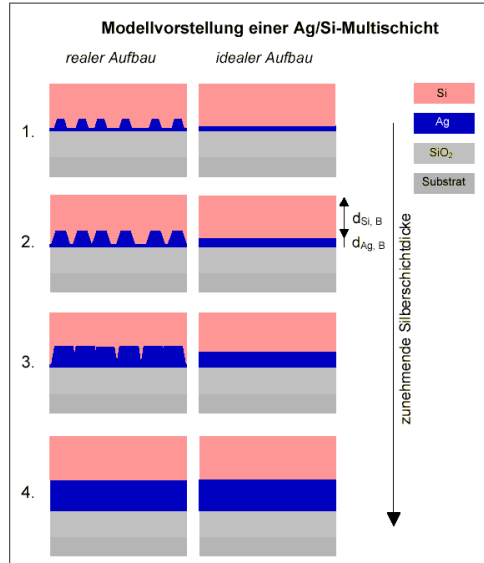 Modellvorstellung einer Ag/Si-Multischicht
realer Aufbau
idealer Aufbau
Si
Ag
SiO2
Substrat
1.
2.
dSi, B
dAg, B
3.
4.
zunehmende Silberschichtdicke